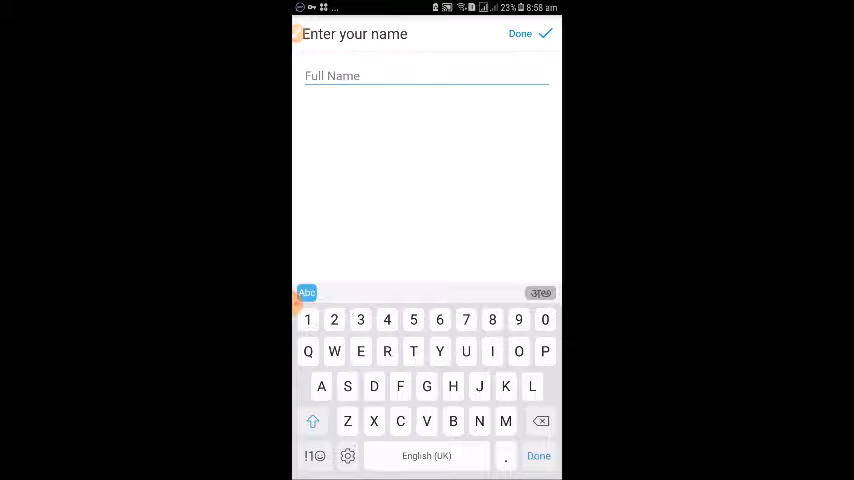 ... 23% 8:58 am
Enter your name Done
Full Name
Abc
1 2 3 4 5 6 7 8 9 0
Q W E R T Y U I O P
A S D F G H J K L
Z X C V B N M
!1☺ English (UK) . Done